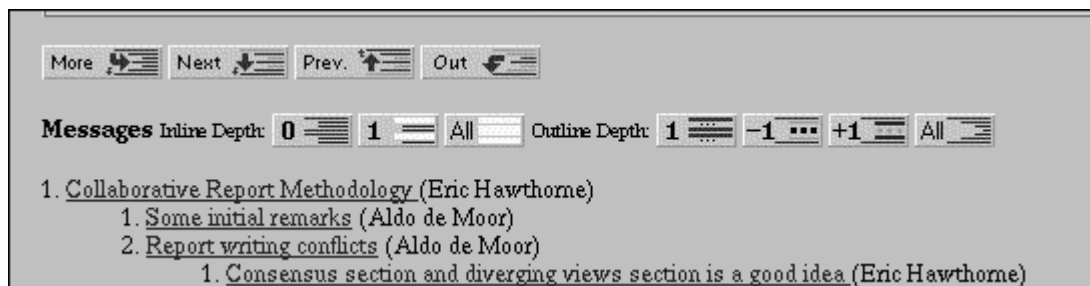 More Next Prev. Out
Messages Inline Depth: 0 1 All Outline Depth: 1 -1 +1 All
1. Collaborative Report Methodology (Eric Hawthorne)
1. Some initial remarks (Aldo de Moor)
2. Report writing conflicts (Aldo de Moor)
1. Consensus section and diverging views section is a good idea (Eric Hawthorne)